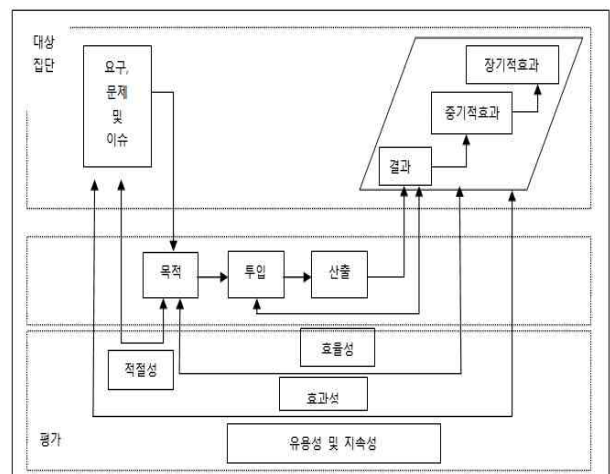 대상
집단
요구,
문제
및
이슈
장기적효과
중기적효과
결과
목적
투입
산출
효율성
적절성
효과성
평가
유용성 및 지속성